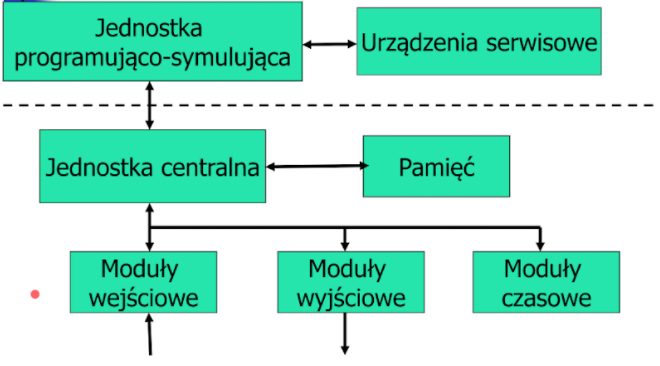 Jednostka
programująco-symulująca
Urządzenia serwisowe
Jednostka centralna
Pamięć
Moduły
wejściowe
Moduły
wyjściowe
Moduły
czasowe